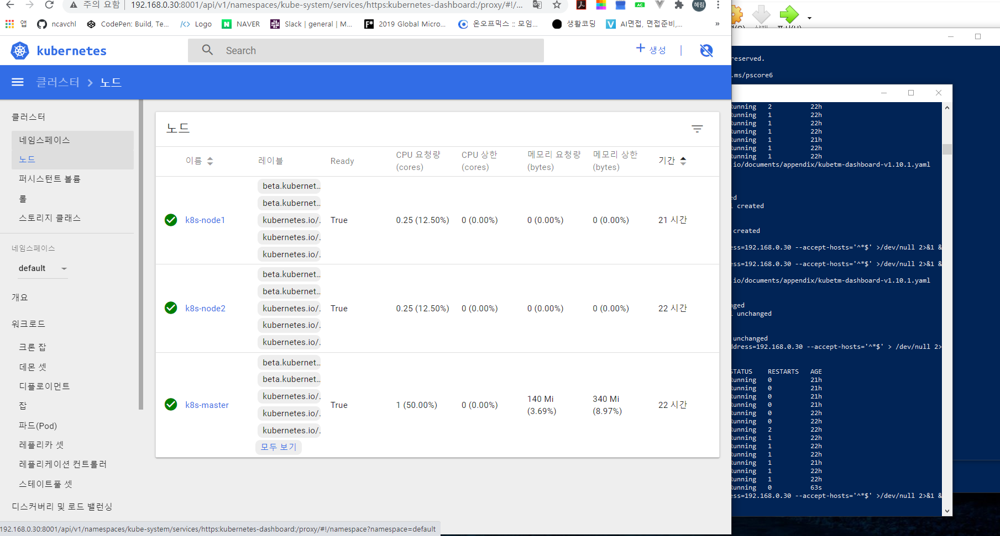 주의 요함 | 192.168.0.30:8001/api/v1/namespaces/kube-system/services/https:kubernetes-dashboard:/proxy/#!/...
앱 ncavchl CodePen: Build, Te... Logo NAVER Slack | general | M... 2019 Global Micro... 온오프믹스 :: 모임... 생활코딩 AI면접, 면접준비,... »
혜림
kubernetes
Search
+ 생성 |
클러스터 > 노드
클러스터
네임스페이스
노드
퍼시스턴트 볼륨
롤
스토리지 클래스
네임스페이스
default
개요
워크로드
크론 잡
데몬 셋
디플로이먼트
잡
파드(Pod)
레플리카 셋
레플리케이션 컨트롤러
스테이트풀 셋
디스커버리 및 로드 밸런싱
노드
이름 레이블 Ready CPU 요청량 (cores) CPU 상한 (cores) 메모리 요청량 (bytes) 메모리 상한 (bytes) 기간
beta.kubernet...
beta.kubernet...
k8s-node1 kubernetes.io/. True 0.25 (12.50%) 0 (0.00%) 0 (0.00%) 0 (0.00%) 21 시간
kubernetes.io/.
kubernetes.io/.
beta.kubernet...
beta.kubernet...
k8s-node2 kubernetes.io/. True 0.25 (12.50%) 0 (0.00%) 0 (0.00%) 0 (0.00%) 22 시간
kubernetes.io/.
kubernetes.io/.
beta.kubernet...
beta.kubernet...
kubernetes.io/.
k8s-master True 1 (50.00%) 0 (0.00%) 140 Mi (3.69%) 340 Mi (8.97%) 22 시간
kubernetes.io/.
kubernetes.io/.
모두 보기
192.168.0.30:8001/api/v1/namespaces/kube-system/services/https:kubernetes-dashboard:/proxy/#!/namespace?namespace=default
reserved.
.ms/pscore6
unning 2 22h
unning 1 22h
unning 1 22h
unning 1 22h
unning 1 21h
unning 1 22h
unning 1 22h
.io/documents/appendix/kubetm-dashboard-v1.10.1.yaml
ed
created
created
ess=192.168.0.30 --accept-hosts='^*$' >/dev/null 2>&1 &
ess=192.168.0.30 --accept-hosts='^*$' >/dev/null 2>&1 &
.io/documents/appendix/kubetm-dashboard-v1.10.1.yaml
nged
unchanged
unchanged
ddress=192.168.0.30 --accept-hosts='^*$' > /dev/null 2>
STATUS RESTARTS AGE
Running 0 21h
Running 0 21h
Running 0 21h
Running 0 21h
Running 0 22h
Running 0 22h
Running 2 22h
Running 1 22h
Running 1 22h
Running 1 22h
Running 1 21h
Running 1 22h
Running 1 22h
Running 0 63s
ess=192.168.0.30 --accept-hosts='^*$' >/dev/null 2>&1 &